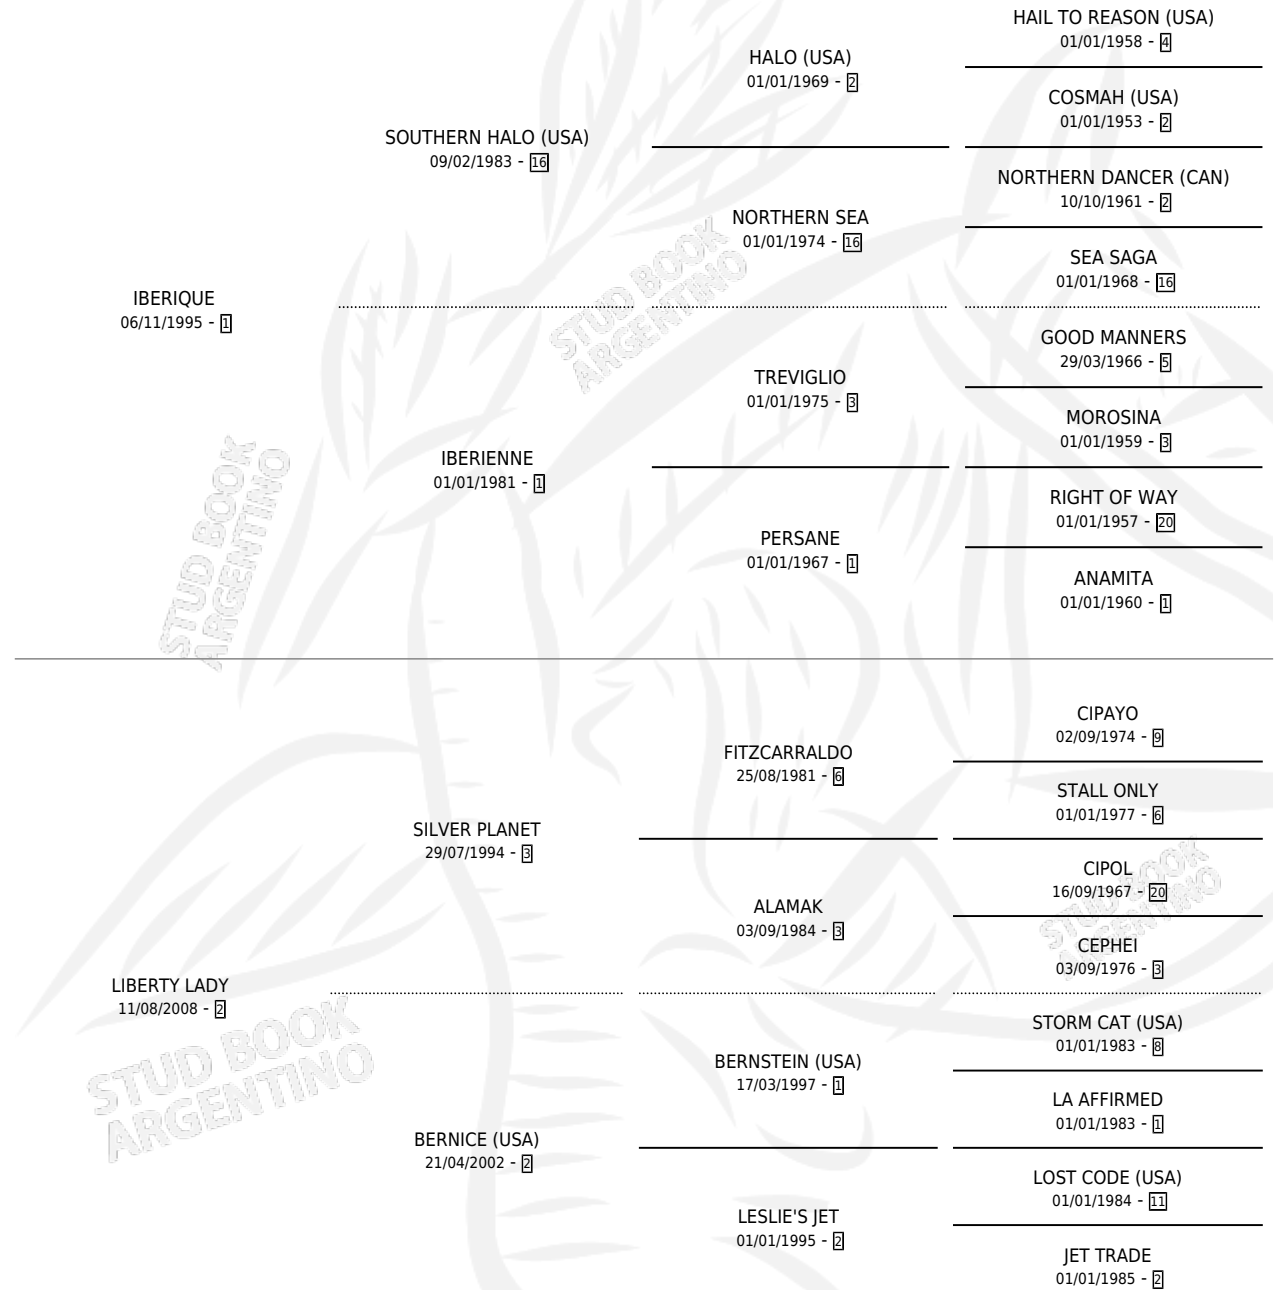 HAIL TO REASON (USA)
01/01/1958 - 4
HALO (USA)
01/01/1969 - 2
COSMAH (USA)
01/01/1953 - 2
SOUTHERN HALO (USA)
09/02/1983 - 16
NORTHERN DANCER (CAN)
10/10/1961 - 2
NORTHERN SEA
01/01/1974 - 16
SEA SAGA
01/01/1968 - 16
IBERIQUE
06/11/1995 - 1
STUD BOOK
ARGENTINO
GOOD MANNERS
29/03/1966 - 5
TREVIGLIO
01/01/1975 - 3
MOROSINA
01/01/1959 - 3
IBERIENNE
01/01/1981 - 1
RIGHT OF WAY
01/01/1957 - 20
PERSANE
01/01/1967 - 1
ANAMITA
01/01/1960 - 1
STUD BOOK
ARGENTINO
CIPAYO
02/09/1974 - 9
FITZCARRALDO
25/08/1981 - 6
STALL ONLY
01/01/1977 - 6
SILVER PLANET
29/07/1994 - 3
CIPOL
16/09/1967 - 20
ALAMAK
03/09/1984 - 3
CEPHEI
03/09/1976 - 3
STUD BOOK
ARGENTINO
LIBERTY LADY
11/08/2008 - 2
STORM CAT (USA)
01/01/1983 - 8
BERNSTEIN (USA)
17/03/1997 - 1
LA AFFIRMED
01/01/1983 - 1
STUD BOOK
ARGENTINO
BERNICE (USA)
21/04/2002 - 2
LOST CODE (USA)
01/01/1984 - 11
LESLIE'S JET
01/01/1995 - 2
JET TRADE
01/01/1985 - 2